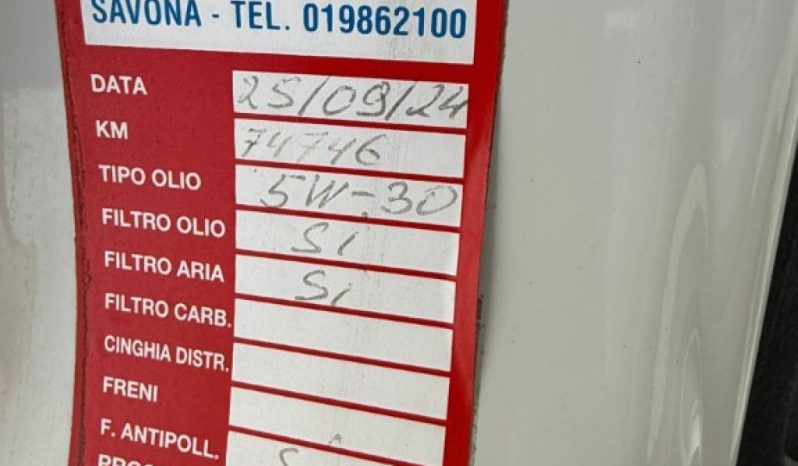 SAVONA - TEL. 019862100
DATA 25/09/24
KM 74746
TIPO OLIO 5W-30
FILTRO OLIO Si
FILTRO ARIA Si
FILTRO CARB.
CINGHIA DISTR.
FRENI
F. ANTIPOLL. Si